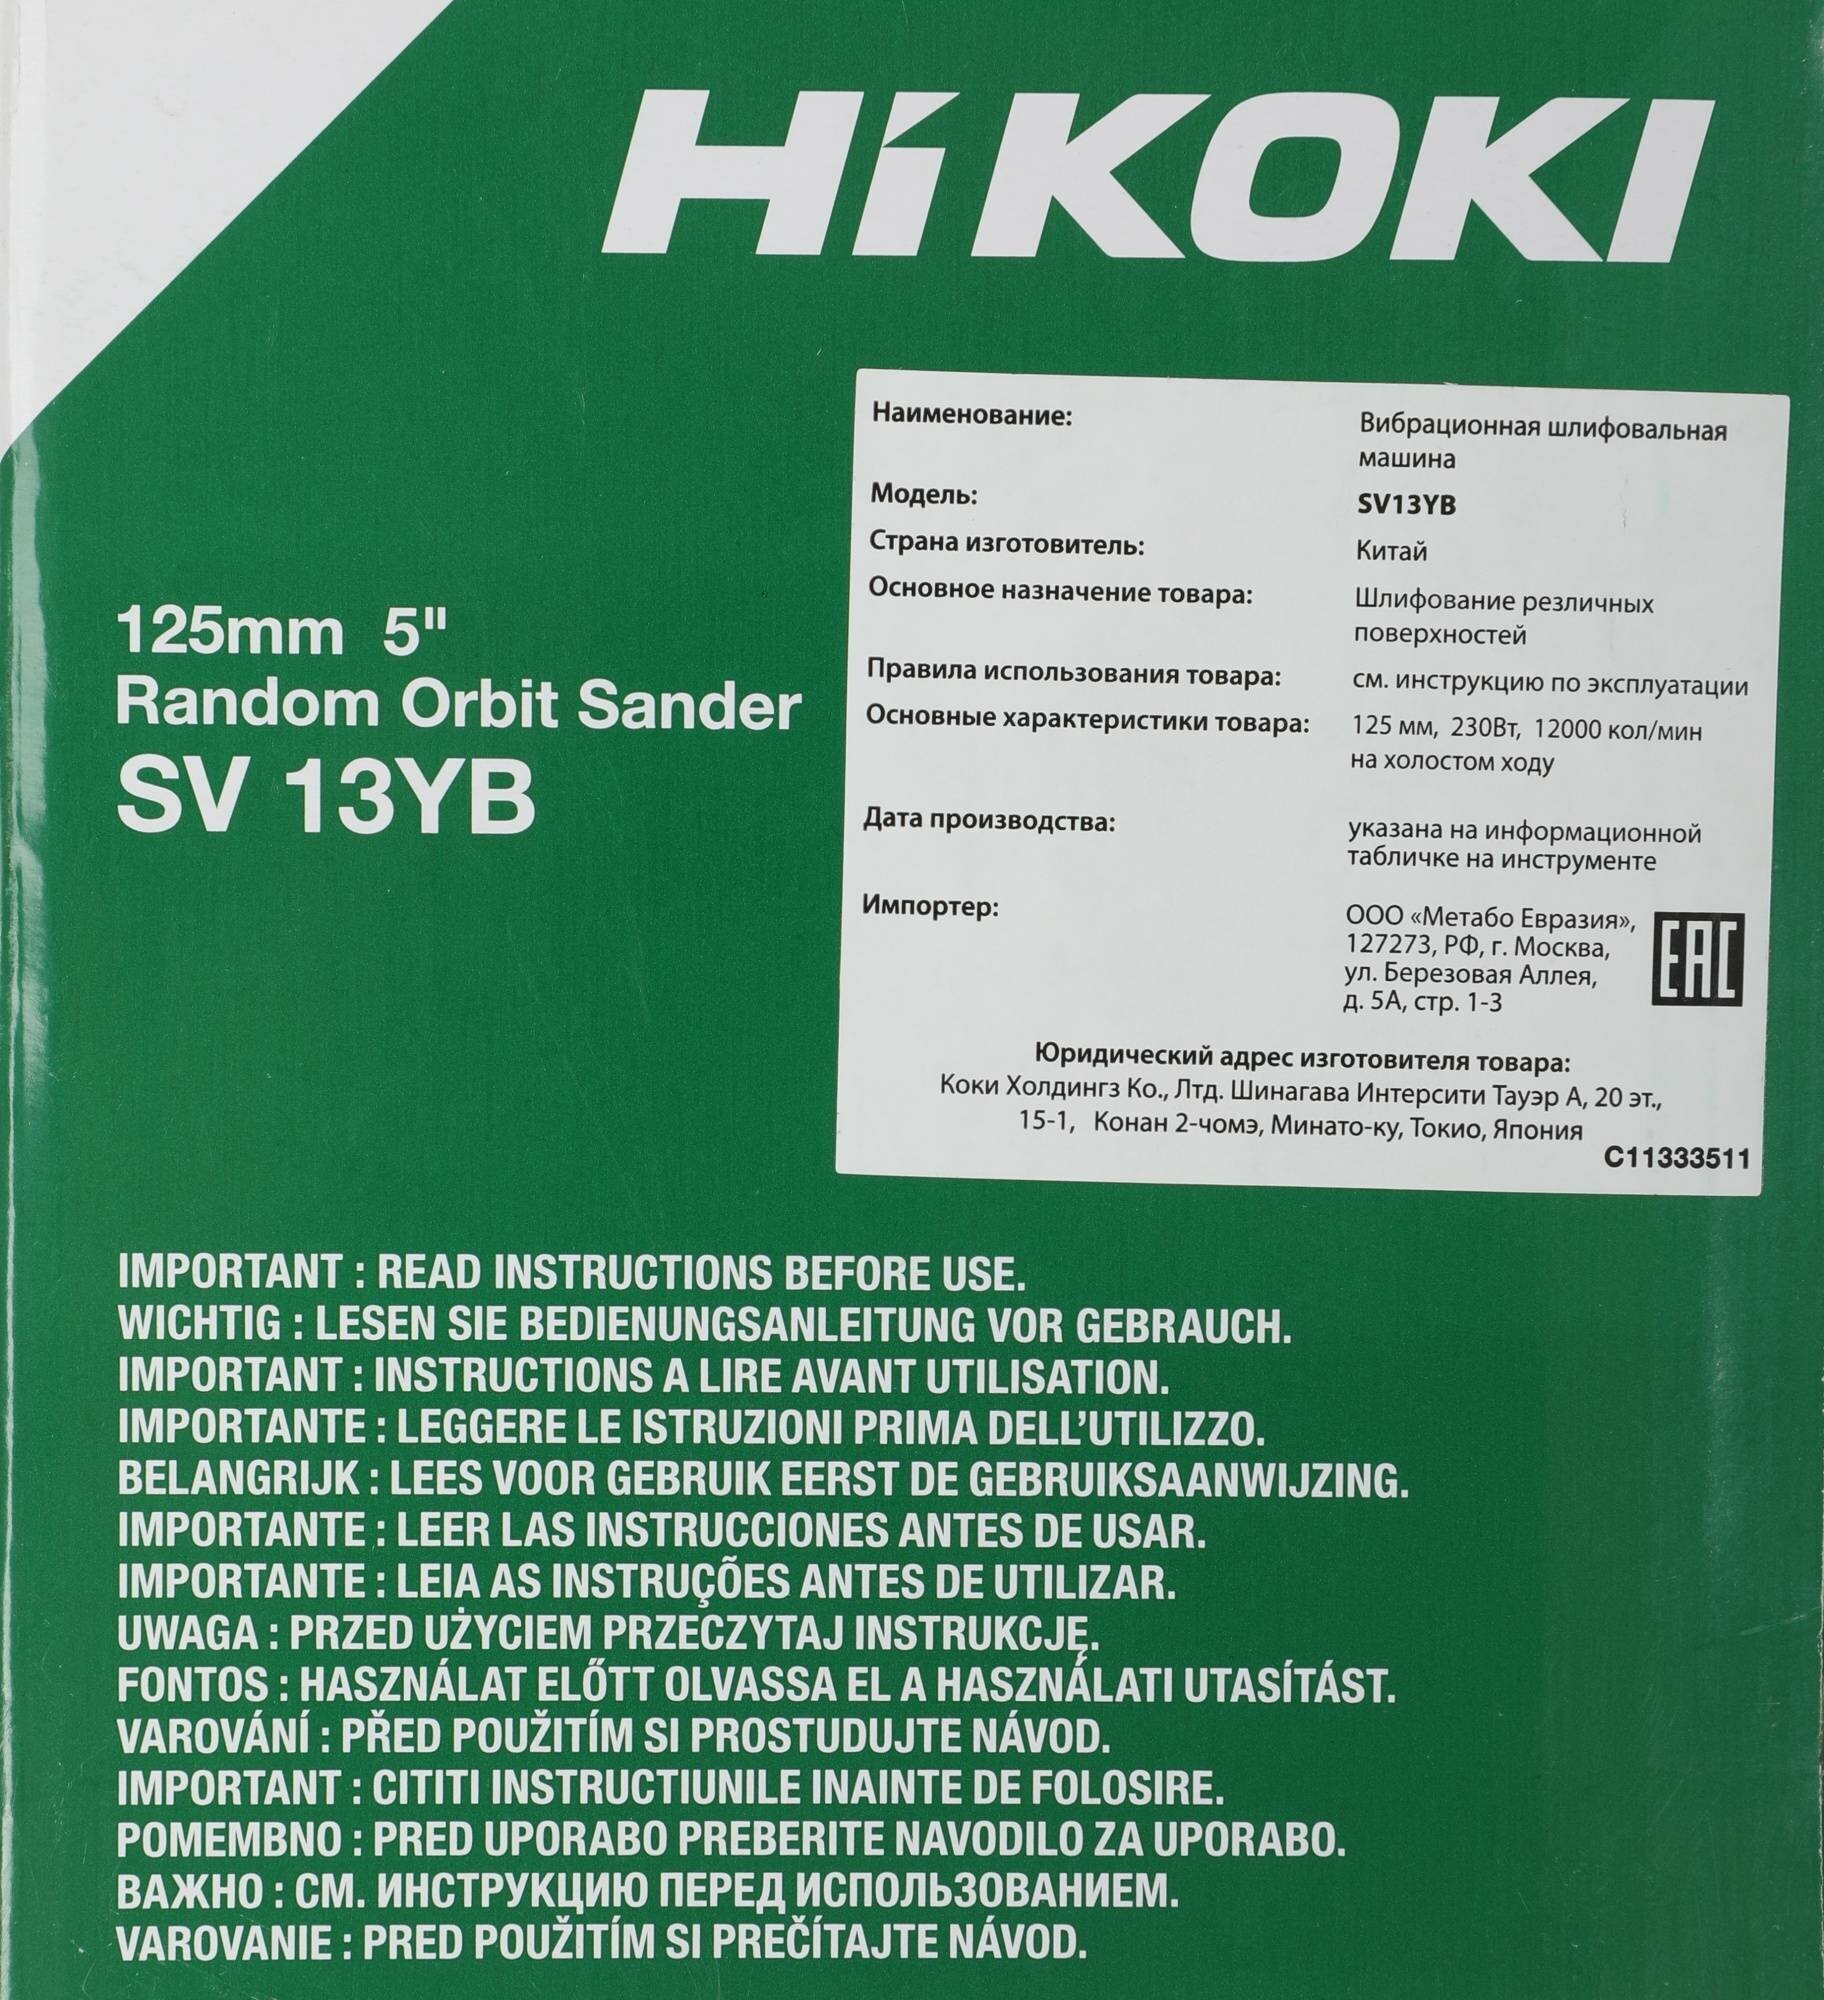 HiKOKI
Наименование: Вибрационная шлифовальная
машина
Модель: SV13YB
Страна изготовитель: Китай
Основное назначение товара: Шлифование резличных
поверхностей
Правила использования товара: см. инструкцию по эксплуатации
Основные характеристики товара: 125 мм, 230Вт, 12000 кол/мин
на холостом ходу
Дата производства: указана на информационной
табличке на инструменте
Импортер: ООО «Метабо Евразия»,
127273, РФ, г. Москва,
ул. Березовая Аллея,
д. 5А, стр. 1-3
EAC
Юридический адрес изготовителя товара:
Коки Холдингз Ко., Лтд. Шинагава Интерсити Тауэр А, 20 эт.,
15-1, Конан 2-чомэ, Минато-ку, Токио, Япония
C11333511
125mm 5"
Random Orbit Sander
SV 13YB
IMPORTANT : READ INSTRUCTIONS BEFORE USE.
WICHTIG : LESEN SIE BEDIENUNGSANLEITUNG VOR GEBRAUCH.
IMPORTANT : INSTRUCTIONS A LIRE AVANT UTILISATION.
IMPORTANTE : LEGGERE LE ISTRUZIONI PRIMA DELL'UTILIZZO.
BELANGRIJK : LEES VOOR GEBRUIK EERST DE GEBRUIKSAANWIJZING.
IMPORTANTE : LEER LAS INSTRUCCIONES ANTES DE USAR.
IMPORTANTE : LEIA AS INSTRUÇÕES ANTES DE UTILIZAR.
UWAGA : PRZED UŻYCIEM PRZECZYTAJ INSTRUKCJĘ.
FONTOS : HASZNÁLAT ELŐTT OLVASSA EL A HASZNÁLATI UTASÍTÁST.
VAROVÁNÍ : PŘED POUŽITÍM SI PROSTUDUJTE NÁVOD.
IMPORTANT : CITITI INSTRUCTIUNILE INAINTE DE FOLOSIRE.
POMEMBNO : PRED UPORABO PREBERITE NAVODILO ZA UPORABO.
ВАЖНО : СМ. ИНСТРУКЦИЮ ПЕРЕД ИСПОЛЬЗОВАНИЕМ.
VAROVANIE : PRED POUŽITÍM SI PREČÍTAJTE NÁVOD.